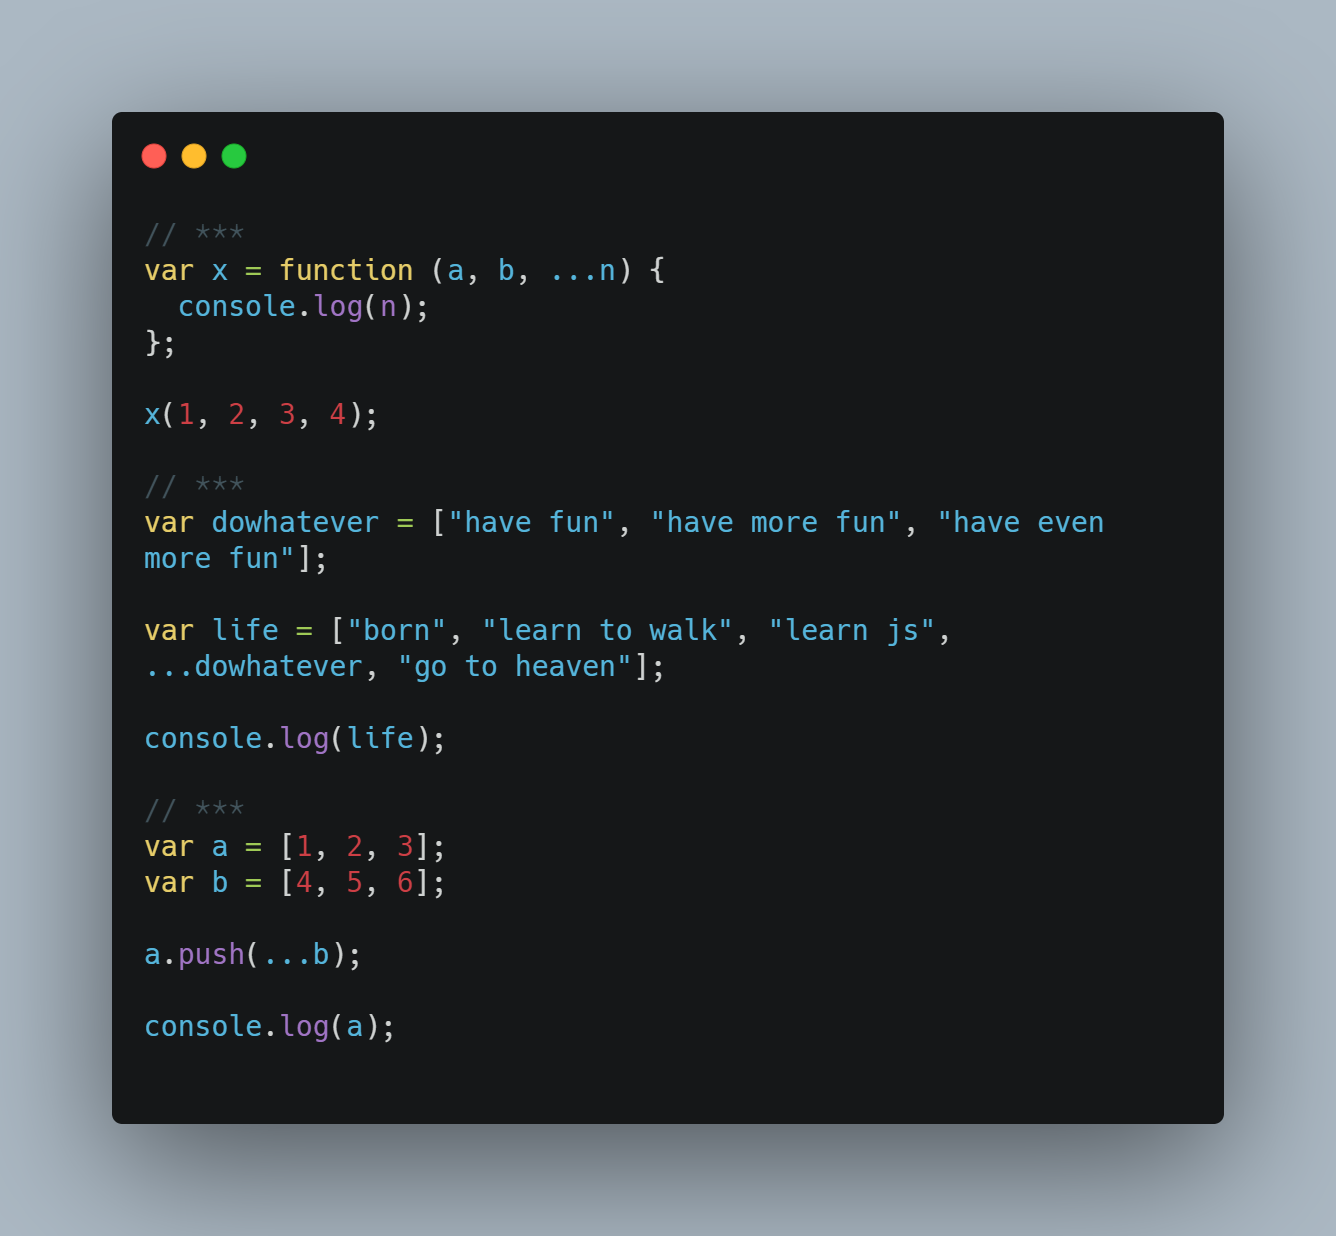 // ***
var x = function (a, b, ...n) {
  console.log(n);
};

x(1, 2, 3, 4);

// ***
var dowhatever = ["have fun", "have more fun", "have even
more fun"];

var life = ["born", "learn to walk", "learn js",
...dowhatever, "go to heaven"];

console.log(life);

// ***
var a = [1, 2, 3];
var b = [4, 5, 6];

a.push(...b);

console.log(a);